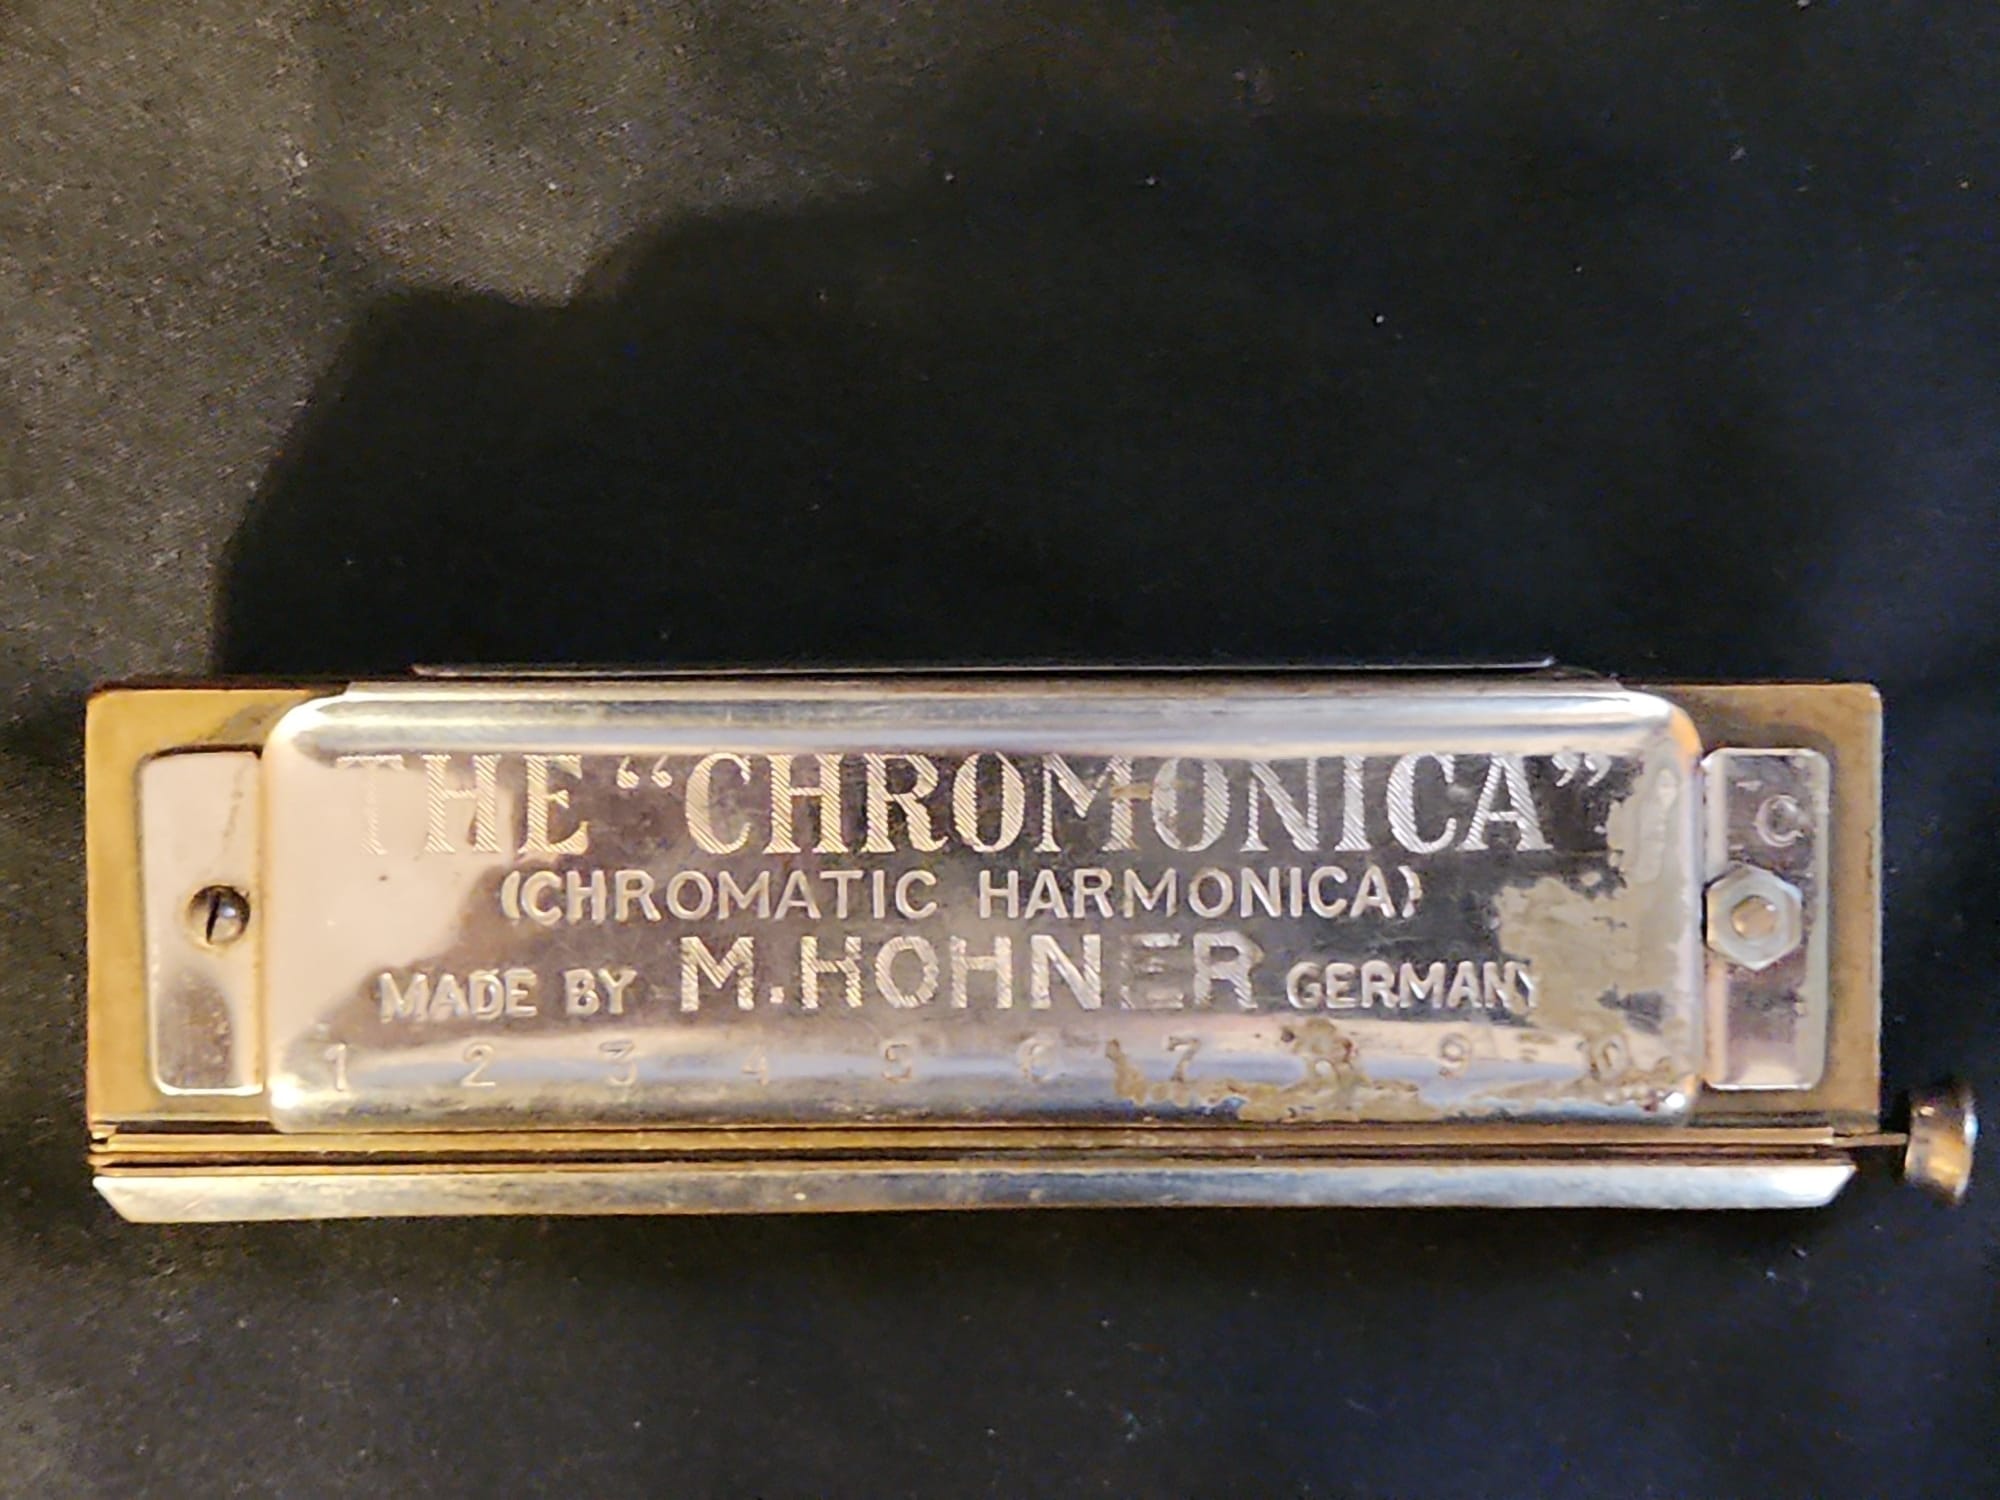 THE “CHROMONICA”
C
(CHROMATIC HARMONICA)
MADE BY M. HOHNER GERMANY
1 2 3 4 5 6 7 8 9 10